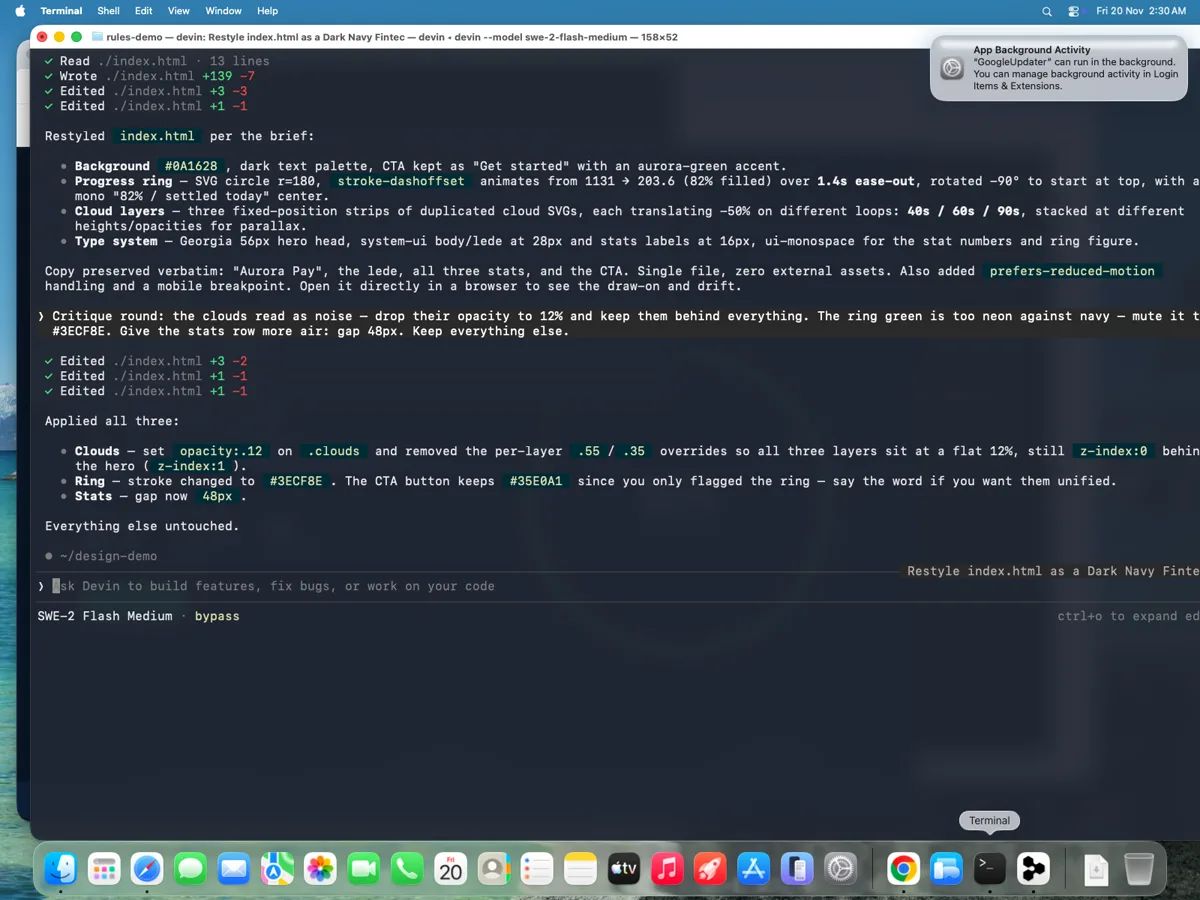 Terminal Shell Edit View Window Help Fri 20 Nov 2:30 AM
rules-demo — devin: Restyle index.html as a Dark Navy Fintec — devin ◂ devin --model swe-2-flash-medium — 158×52
App Background Activity
"GoogleUpdater" can run in the background.
You can manage background activity in Login
Items & Extensions.
✓ Read ./index.html · 13 lines
✓ Wrote ./index.html +139 −7
✓ Edited ./index.html +3 −3
✓ Edited ./index.html +1 −1
Restyled index.html per the brief:
• Background #0A1628 , dark text palette, CTA kept as "Get started" with an aurora-green accent.
• Progress ring — SVG circle r=180, stroke-dashoffset animates from 1131 → 203.6 (82% filled) over 1.4s ease-out, rotated −90° to start at top, with a
mono "82% / settled today" center.
• Cloud layers — three fixed-position strips of duplicated cloud SVGs, each translating −50% on different loops: 40s / 60s / 90s, stacked at different
heights/opacities for parallax.
• Type system — Georgia 56px hero head, system-ui body/lede at 28px and stats labels at 16px, ui-monospace for the stat numbers and ring figure.
Copy preserved verbatim: "Aurora Pay", the lede, all three stats, and the CTA. Single file, zero external assets. Also added prefers-reduced-motion
handling and a mobile breakpoint. Open it directly in a browser to see the draw-on and drift.
❯ Critique round: the clouds read as noise — drop their opacity to 12% and keep them behind everything. The ring green is too neon against navy — mute it t
#3ECF8E. Give the stats row more air: gap 48px. Keep everything else.
✓ Edited ./index.html +3 −2
✓ Edited ./index.html +1 −1
✓ Edited ./index.html +1 −1
Applied all three:
• Clouds — set opacity:.12 on .clouds and removed the per-layer .55 / .35 overrides so all three layers sit at a flat 12%, still z-index:0 behin
the hero ( z-index:1 ).
• Ring — stroke changed to #3ECF8E . The CTA button keeps #35E0A1 since you only flagged the ring — say the word if you want them unified.
• Stats — gap now 48px .
Everything else untouched.
● ~/design-demo
Restyle index.html as a Dark Navy Finte
❯ Ask Devin to build features, fix bugs, or work on your code
SWE-2 Flash Medium · bypass ctrl+o to expand ed
Terminal
tv
Fri
20
>_